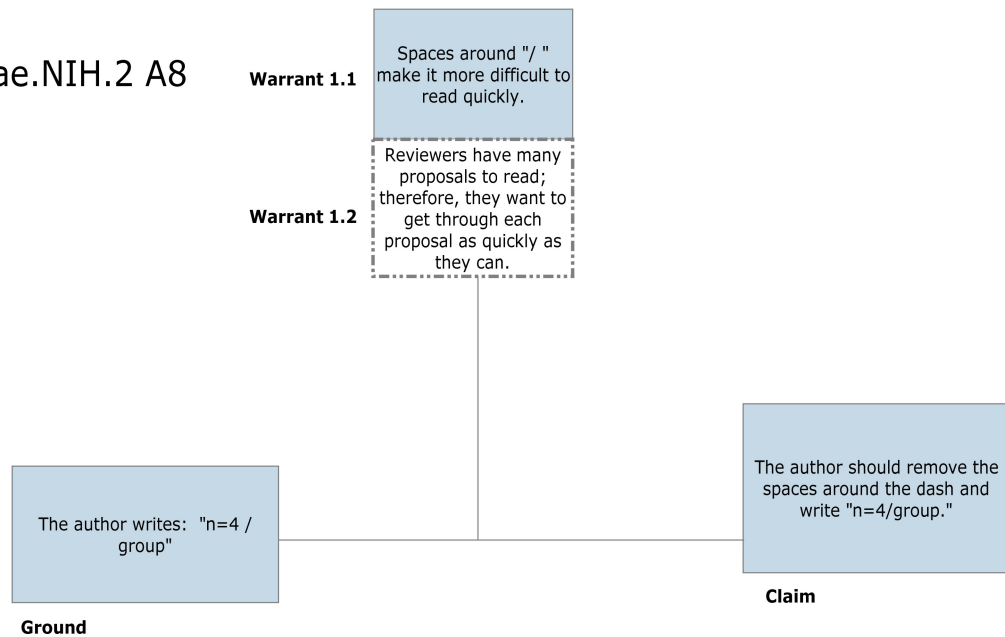 ae.NIH.2 A8
Warrant 1.1
Spaces around "/ "
make it more difficult to
read quickly.
Warrant 1.2
Reviewers have many
proposals to read;
therefore, they want to
get through each
proposal as quickly as
they can.
The author writes:  "n=4 /
group"
Ground
The author should remove the
spaces around the dash and
write "n=4/group."
Claim